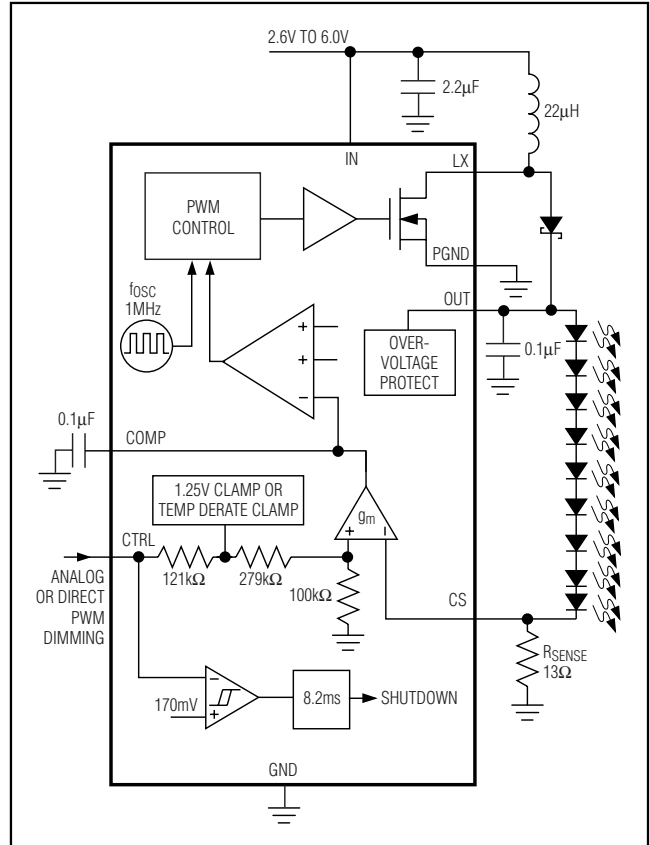 2.6V TO 6.0V
2.2µF
22µH
IN
LX
PWM
CONTROL
PGND
fOSC
1MHz
OUT
OVER-
VOLTAGE
PROTECT
0.1µF
+
+
−
0.1µF
COMP
1.25V CLAMP OR
TEMP DERATE CLAMP
gm
+
−
CTRL
121kΩ
279kΩ
100kΩ
ANALOG
OR DIRECT
PWM
DIMMING
CS
RSENSE
13Ω
−
170mV
+
8.2ms
SHUTDOWN
GND